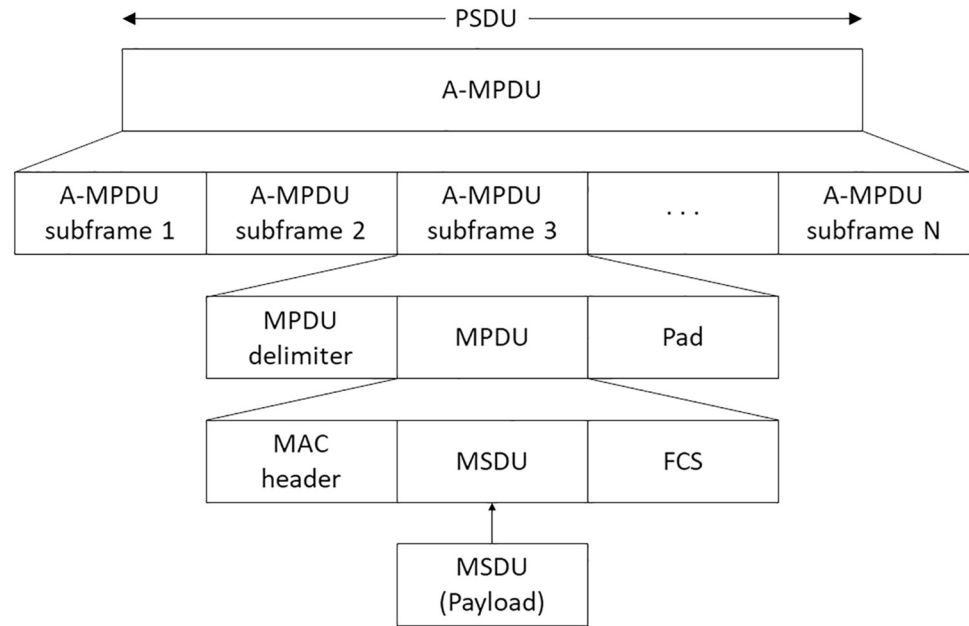 PSDU
A-MPDU
A-MPDU
subframe 1
A-MPDU
subframe 2
A-MPDU
subframe 3
. . .
A-MPDU
subframe N
MPDU
delimiter
MPDU
Pad
MAC
header
MSDU
FCS
MSDU
(Payload)